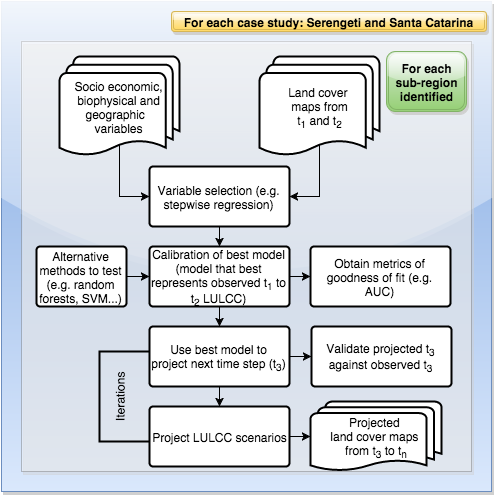 For each case study: Serengeti and Santa Catarina
For each
sub-region
identified
Socio economic,
biophysical and
geographic
variables
Land cover
maps from
t1 and t2
Variable selection (e.g.
stepwise regression)
Alternative
methods to test
(e.g. random
forests, SVM...)
Calibration of best model
(model that best
represents observed t1 to
t2 LULCC)
Obtain metrics of
goodness of fit (e.g.
AUC)
Use best model to
project next time step (t3)
Validate projected t3
against observed t3
Iterations
Project LULCC scenarios
Projected
land cover maps
from t3 to tn